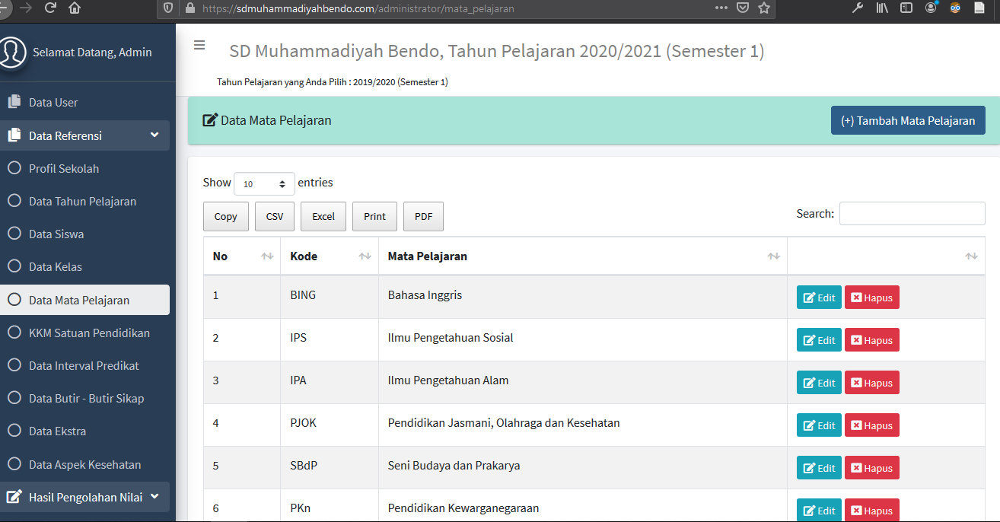 https://sdmuhammadiyahbendo.com/administrator/mata_pelajaran
Selamat Datang, Admin
Data User
Data Referensi
Profil Sekolah
Data Tahun Pelajaran
Data Siswa
Data Kelas
Data Mata Pelajaran
KKM Satuan Pendidikan
Data Interval Predikat
Data Butir - Butir Sikap
Data Ekstra
Data Aspek Kesehatan
Hasil Pengolahan Nilai
SD Muhammadiyah Bendo, Tahun Pelajaran 2020/2021 (Semester 1)
Tahun Pelajaran yang Anda Pilih : 2019/2020 (Semester 1)
Data Mata Pelajaran (+) Tambah Mata Pelajaran
Show 10 entries
Copy CSV Excel Print PDF Search:
No Kode Mata Pelajaran
1 BING Bahasa Inggris Edit Hapus
2 IPS Ilmu Pengetahuan Sosial Edit Hapus
3 IPA Ilmu Pengetahuan Alam Edit Hapus
4 PJOK Pendidikan Jasmani, Olahraga dan Kesehatan Edit Hapus
5 SBdP Seni Budaya dan Prakarya Edit Hapus
6 PKn Pendidikan Kewarganegaraan Edit Hapus